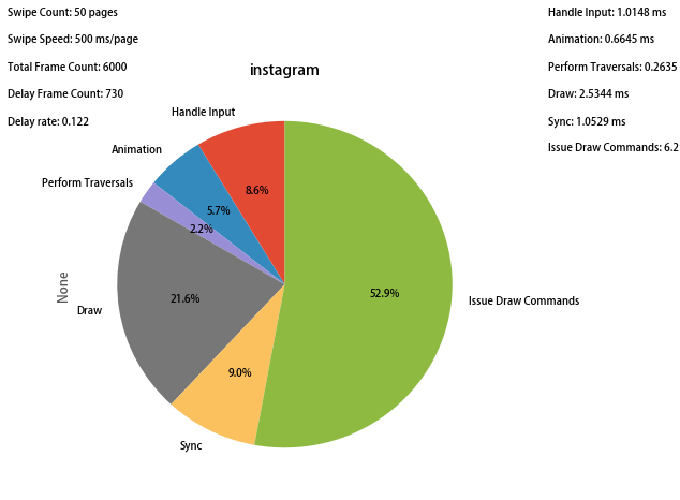 Swipe Count: 50 pages
Swipe Speed: 500 ms/page
Total Frame Count: 6000
Delay Frame Count: 730
Delay rate: 0.122
Handle Input: 1.0148 ms
Animation: 0.6645 ms
Perform Traversals: 0.2635
Draw: 2.5344 ms
Sync: 1.0529 ms
Issue Draw Commands: 6.2
instagram
Handle Input
Animation
Perform Traversals
None
Draw
Sync
Issue Draw Commands
8.6%
5.7%
2.2%
21.6%
9.0%
52.9%